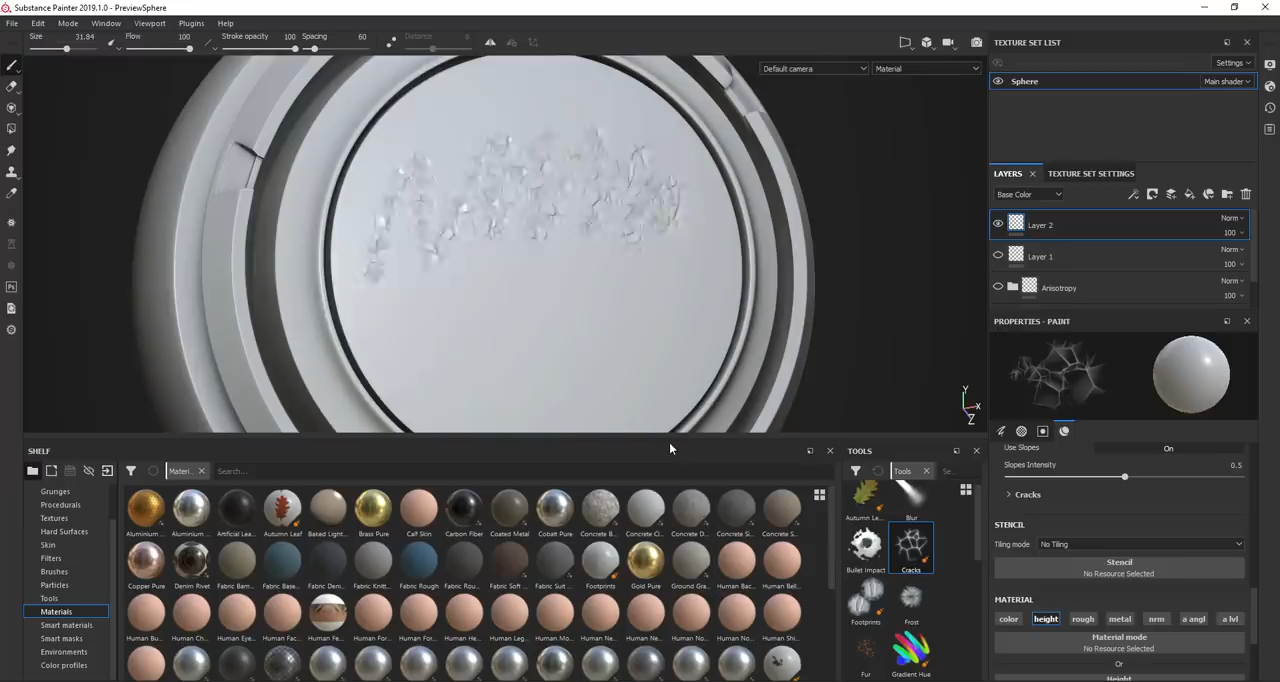 Substance Painter 2019.1.0 - PreviewSphere
File Edit Mode Window Viewport Plugins Help
Size 31.84 Flow 100 Stroke opacity 100 Spacing 60 Distance 8
Default camera Material
TEXTURE SET LIST
Settings
Sphere Main shader
LAYERS TEXTURE SET SETTINGS
Base Color
Layer 2 Norm 100
Layer 1 Norm 100
Anisotropy Norm 100
PROPERTIES - PAINT
Y
X
Z
Use Slopes On
Slopes Intensity 0.5
Cracks
STENCIL
Tiling mode No Tiling
Stencil
No Resource Selected
MATERIAL
color height rough metal nrm a angl a lvl
Material mode
No Resource Selected
Or
Height
SHELF
Materi... Search...
Grunges
Procedurals
Textures
Hard Surfaces
Skin
Filters
Brushes
Particles
Tools
Materials
Smart materials
Smart masks
Environments
Color profiles
Aluminium ... Aluminium ... Artificial Lea... Autumn Leaf Baked Light... Brass Pure Calf Skin Carbon Fiber Coated Metal Cobalt Pure Concrete B... Concrete Cl... Concrete D... Concrete Si... Concrete S...
Copper Pure Denim Rivet Fabric Bam... Fabric Base... Fabric Deni... Fabric Knitt... Fabric Rough Fabric Rou... Fabric Soft ... Fabric Suit ... Footprints Gold Pure Ground Gra... Human Bac... Human Bel...
Human Bu... Human Ch... Human Eye... Human Fac... Human Fe... Human For... Human For... Human He... Human Leg... Human Mo... Human Ne... Human Ne... Human No... Human No... Human Shi...
TOOLS
Tools Se...
Autumn Le... Blur
Bullet Impact Cracks
Footprints Frost
Fur Gradient Hue
Ps